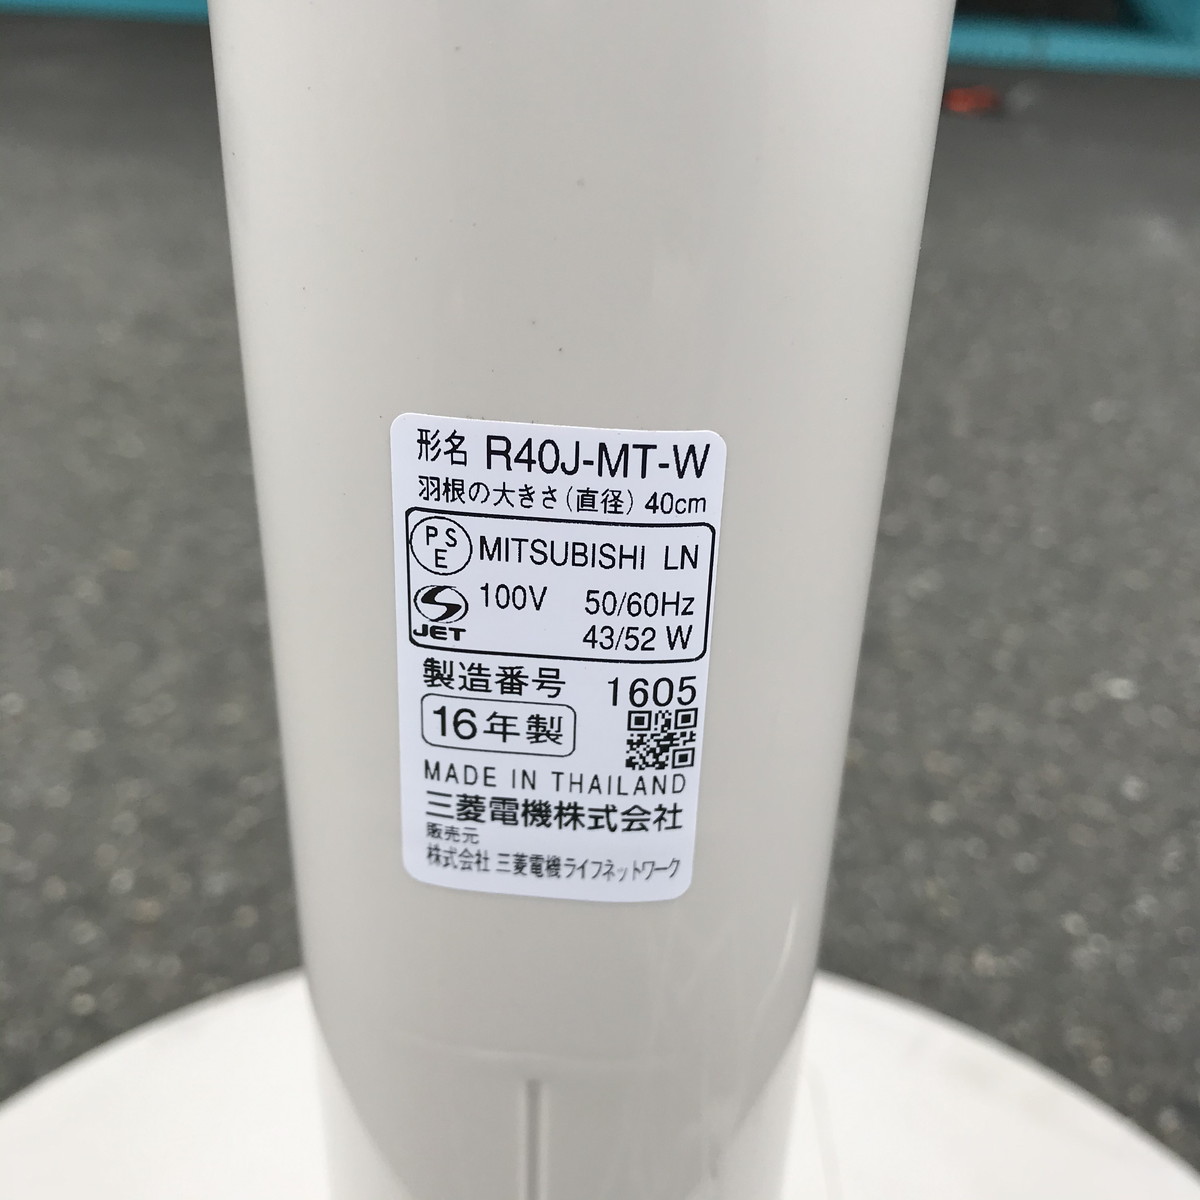 形名 R40J-MT-W
羽根の大きさ(直径) 40cm
PSE MITSUBISHI LN
100V 50/60Hz
JET 43/52 W
製造番号 1605
16年製
MADE IN THAILAND
三菱電機株式会社
販売元
株式会社 三菱電機ライフネットワーク